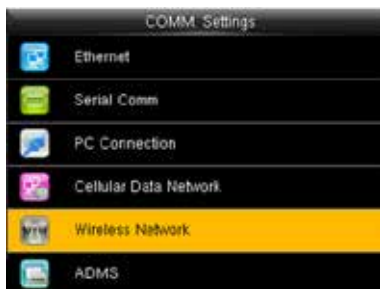 COMM. Settings
Ethernet
Serial Comm
PC Connection
Cellular Data Network
Wireless Network
ADMS